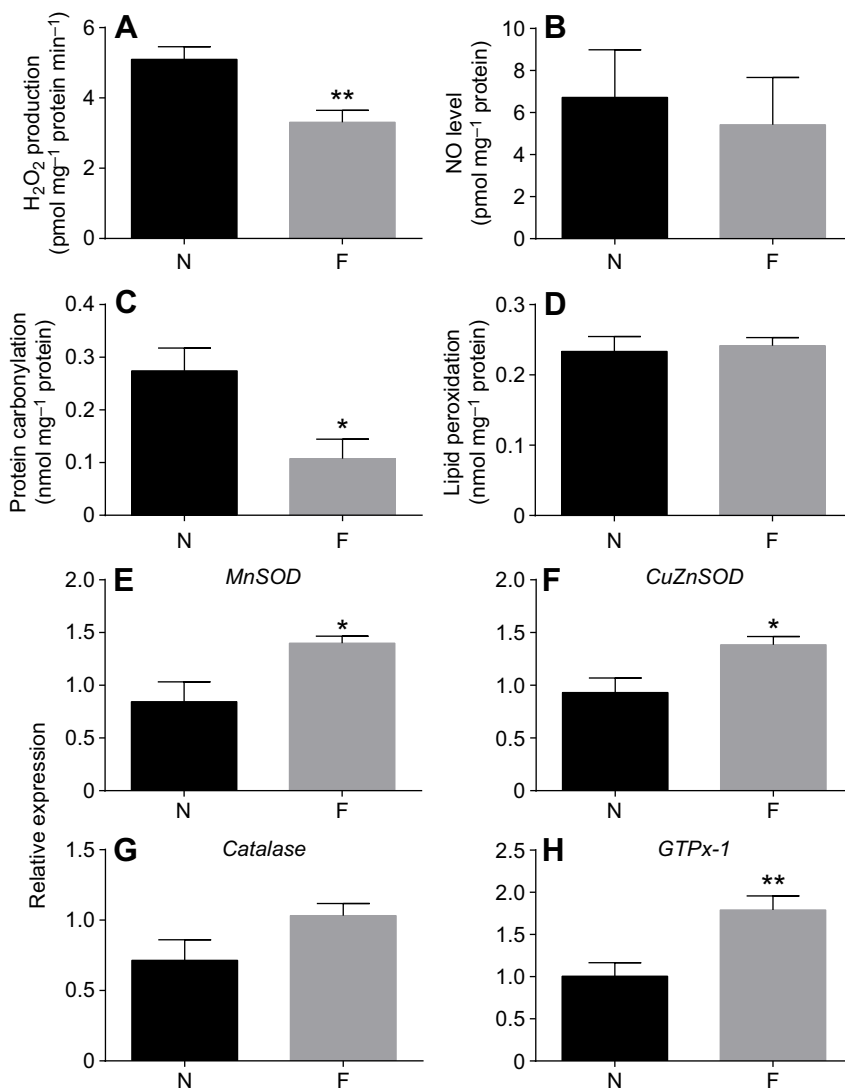 A
H₂O₂ production
(pmol mg⁻¹ protein min⁻¹)
6
4
2
0
**
N F
B
NO level
(pmol mg⁻¹ protein)
10
8
6
4
2
0
N F
C
Protein carbonylation
(nmol mg⁻¹ protein)
0.4
0.3
0.2
0.1
0
*
N F
D
Lipid peroxidation
(nmol mg⁻¹ protein)
0.3
0.2
0.1
0
N F
Relative expression
E
MnSOD
2.0
1.5
1.0
0.5
0
*
N F
F
CuZnSOD
2.0
1.5
1.0
0.5
0
*
N F
G
Catalase
1.5
1.0
0.5
0
N F
H
GTPx-1
2.5
2.0
1.5
1.0
0.5
0
**
N F